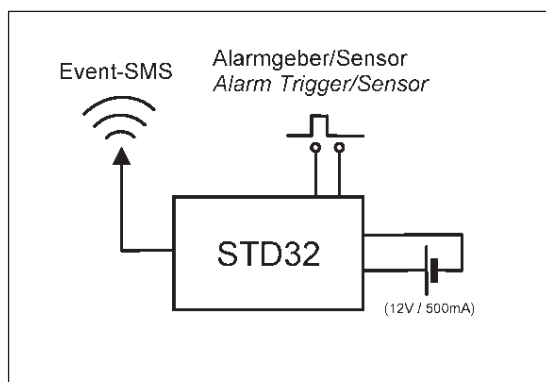 Event-SMS
Alarmgeber/Sensor
Alarm Trigger/Sensor
STD32
(12V / 500mA)